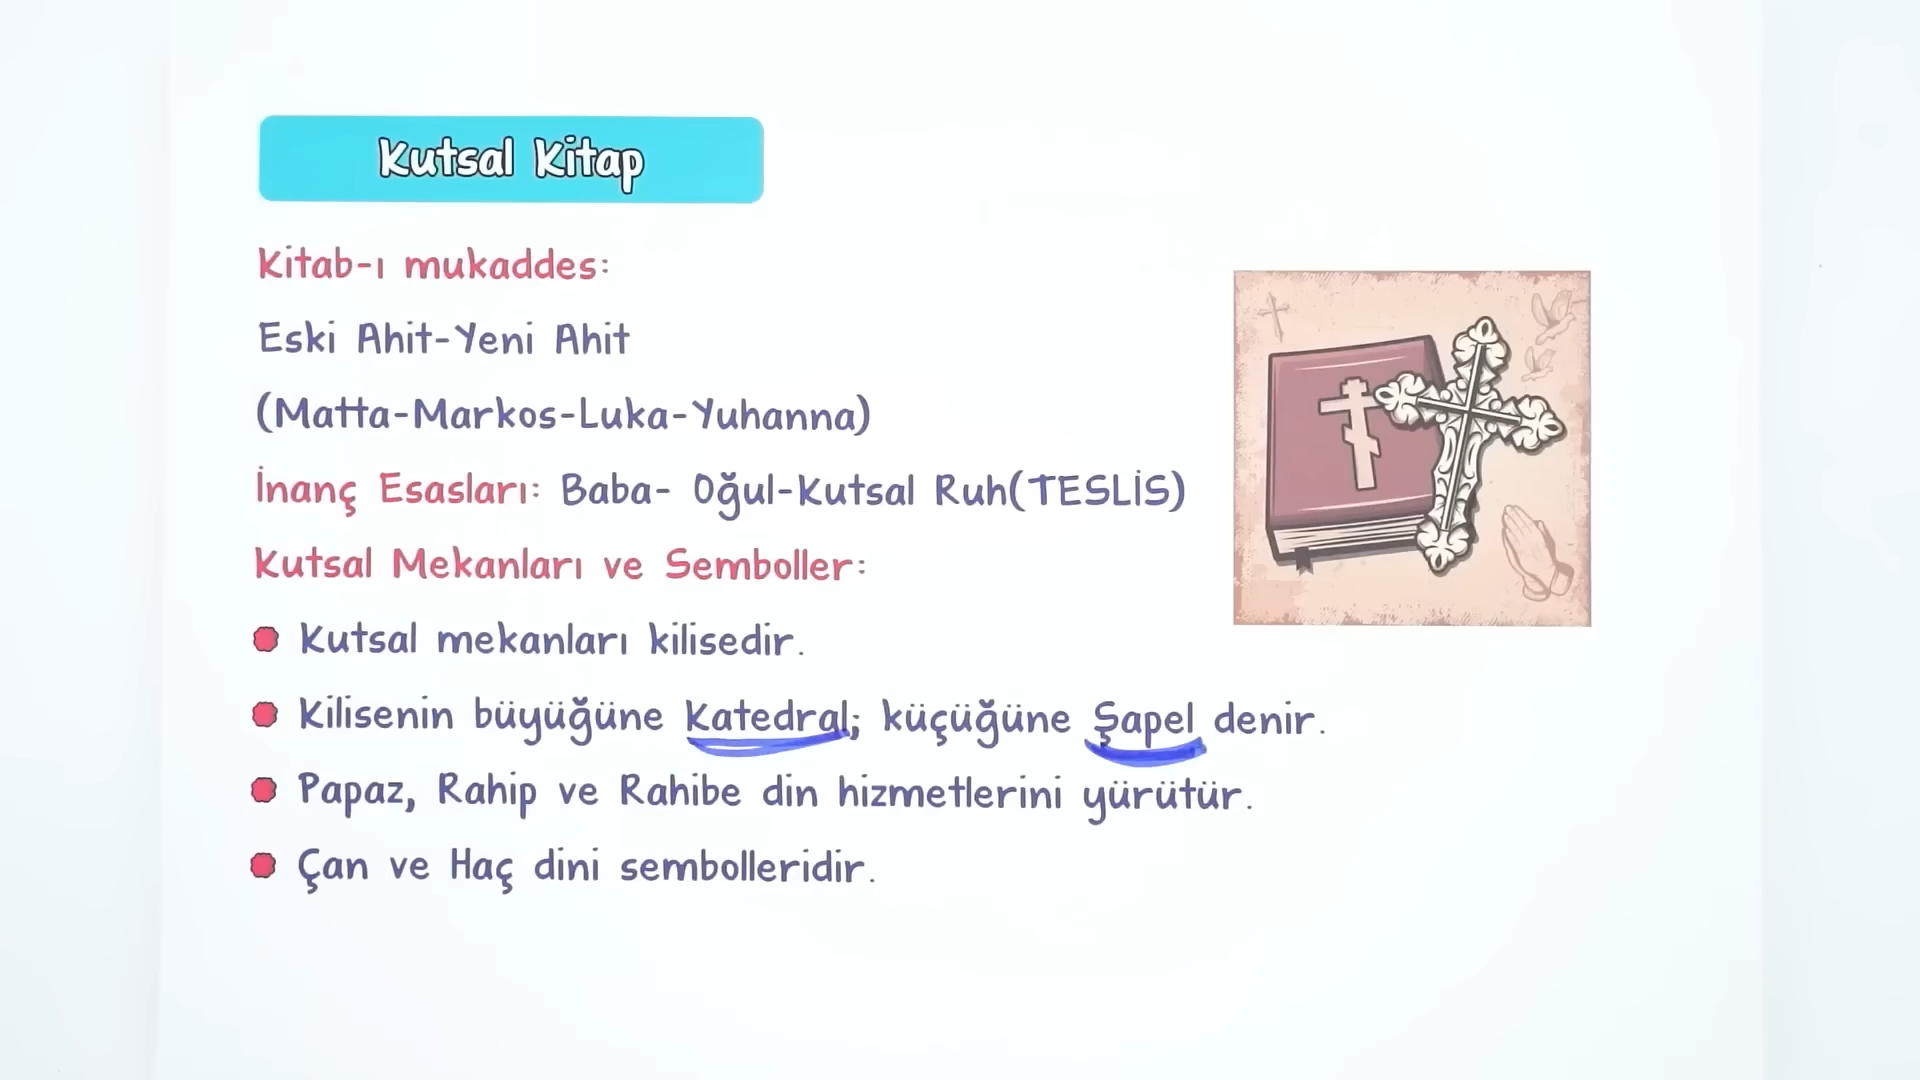 Kutsal Kitap
Kitab-ı mukaddes:
Eski Ahit-Yeni Ahit
(Matta-Markos-Luka-Yuhanna)
İnanç Esasları: Baba- Oğul-Kutsal Ruh(TESLİS)
Kutsal Mekanları ve Semboller:
Kutsal mekanları kilisedir.
Kilisenin büyüğüne Katedral; küçüğüne Şapel denir.
Papaz, Rahip ve Rahibe din hizmetlerini yürütür.
Çan ve Haç dini sembolleridir.